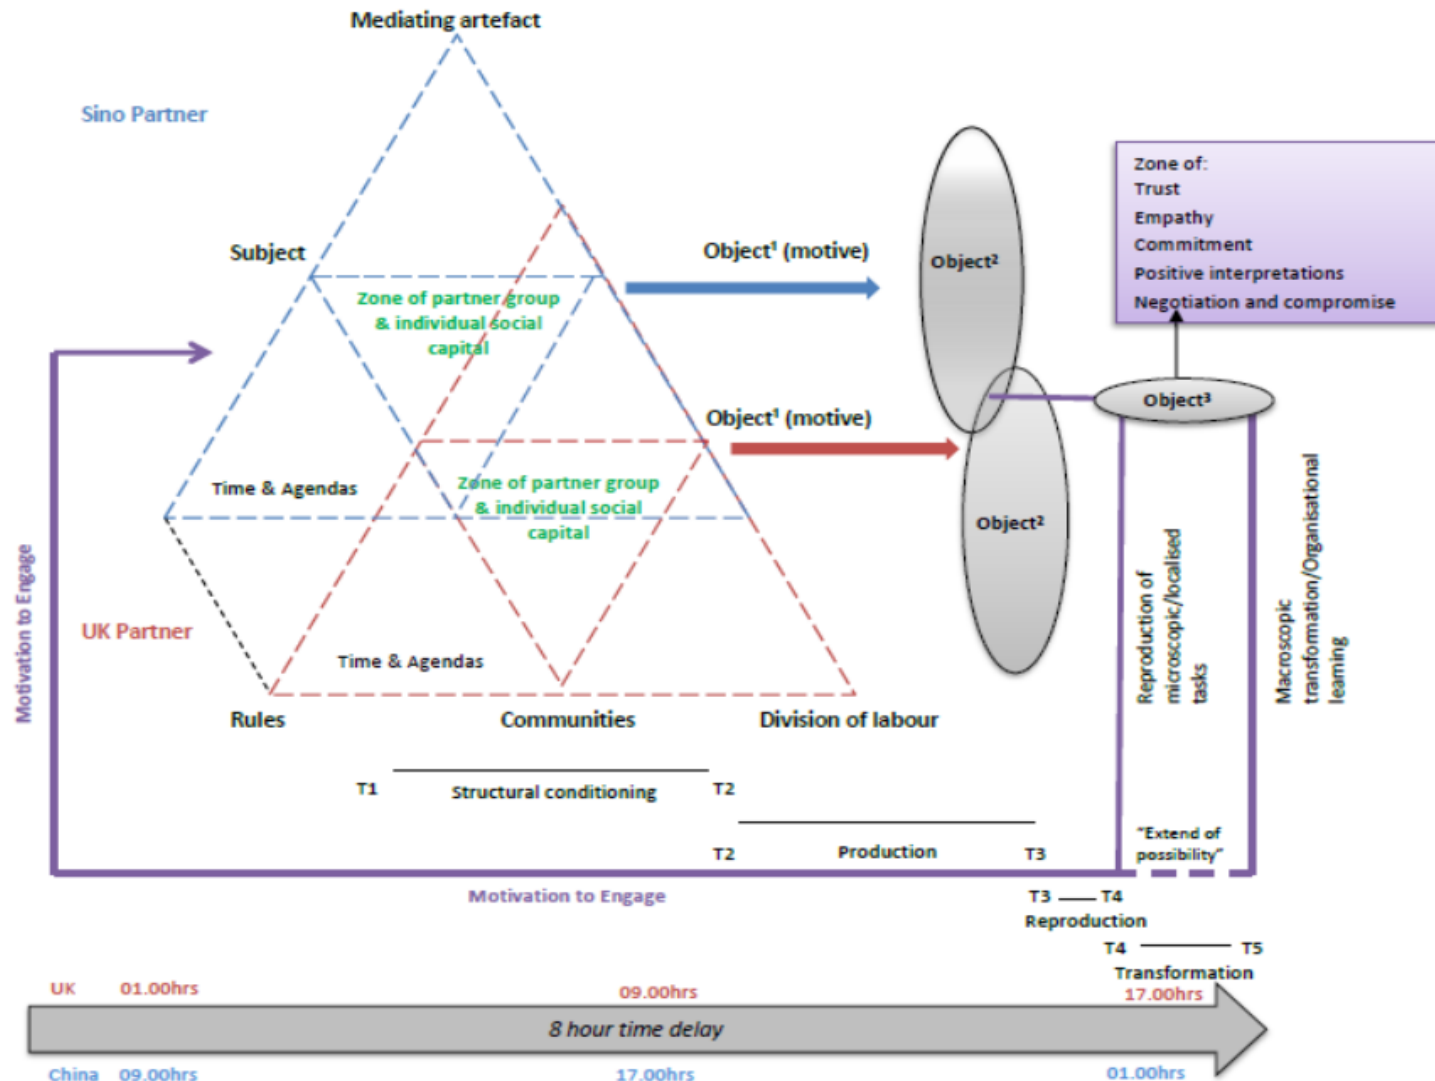 Mediating artefact
Sino Partner
Zone of:
Trust
Empathy
Commitment
Positive interpretations
Negotiation and compromise
Subject
Object¹ (motive)
Object²
Zone of partner group
& individual social
capital
Object³
Object¹ (motive)
Time & Agendas
Zone of partner group
& individual social
capital
Object²
Motivation to Engage
UK Partner
Time & Agendas
Reproduction of
microscopic/localised
tasks
Macroscopic
transformation/Organisational
learning
Rules
Communities
Division of labour
T1
Structural conditioning
T2
T2
Production
T3
"Extend of
possibility"
Motivation to Engage
T3
T4
Reproduction
T4
T5
Transformation
UK
01.00hrs
09.00hrs
17.00hrs
8 hour time delay
China
09.00hrs
17.00hrs
01.00hrs